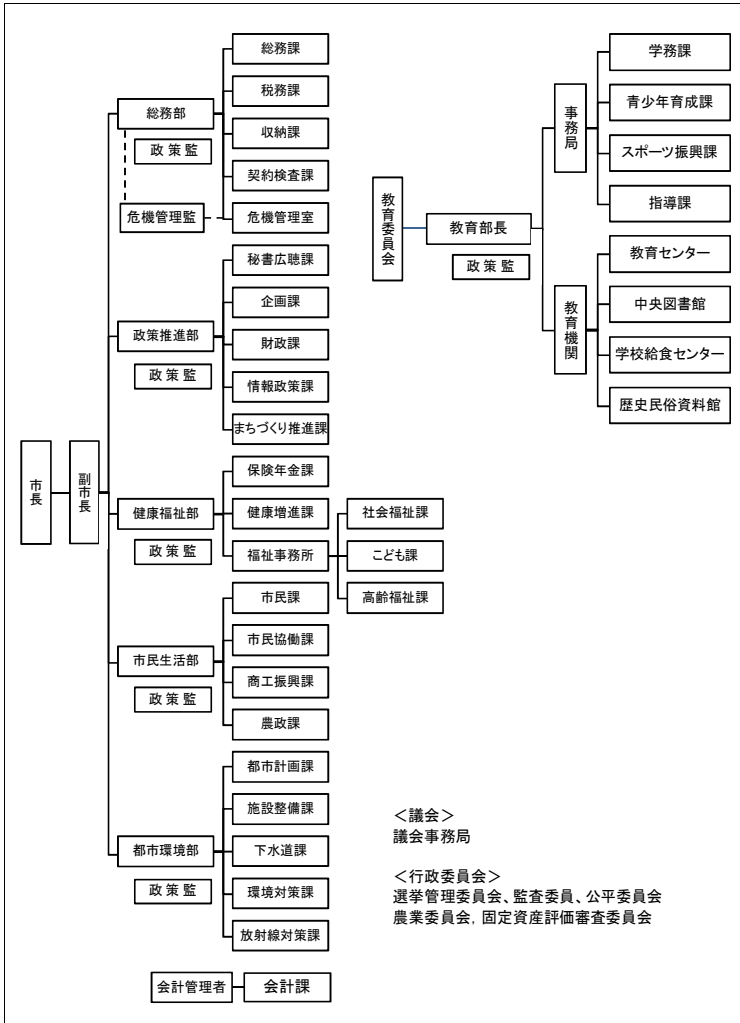 市長
副市長
総務部
政策監
危機管理監
総務課
税務課
収納課
契約検査課
危機管理室
政策推進部
政策監
秘書広聴課
企画課
財政課
情報政策課
まちづくり推進課
健康福祉部
政策監
保険年金課
健康増進課
福祉事務所
社会福祉課
こども課
高齢福祉課
市民生活部
政策監
市民課
市民協働課
商工振興課
農政課
都市環境部
政策監
都市計画課
施設整備課
下水道課
環境対策課
放射線対策課
会計管理者
会計課
教育委員会
教育部長
政策監
事務局
学務課
青少年育成課
スポーツ振興課
指導課
教育機関
教育センター
中央図書館
学校給食センター
歴史民俗資料館
＜議会＞
議会事務局
＜行政委員会＞
選挙管理委員会、監査委員、公平委員会
農業委員会, 固定資産評価審査委員会